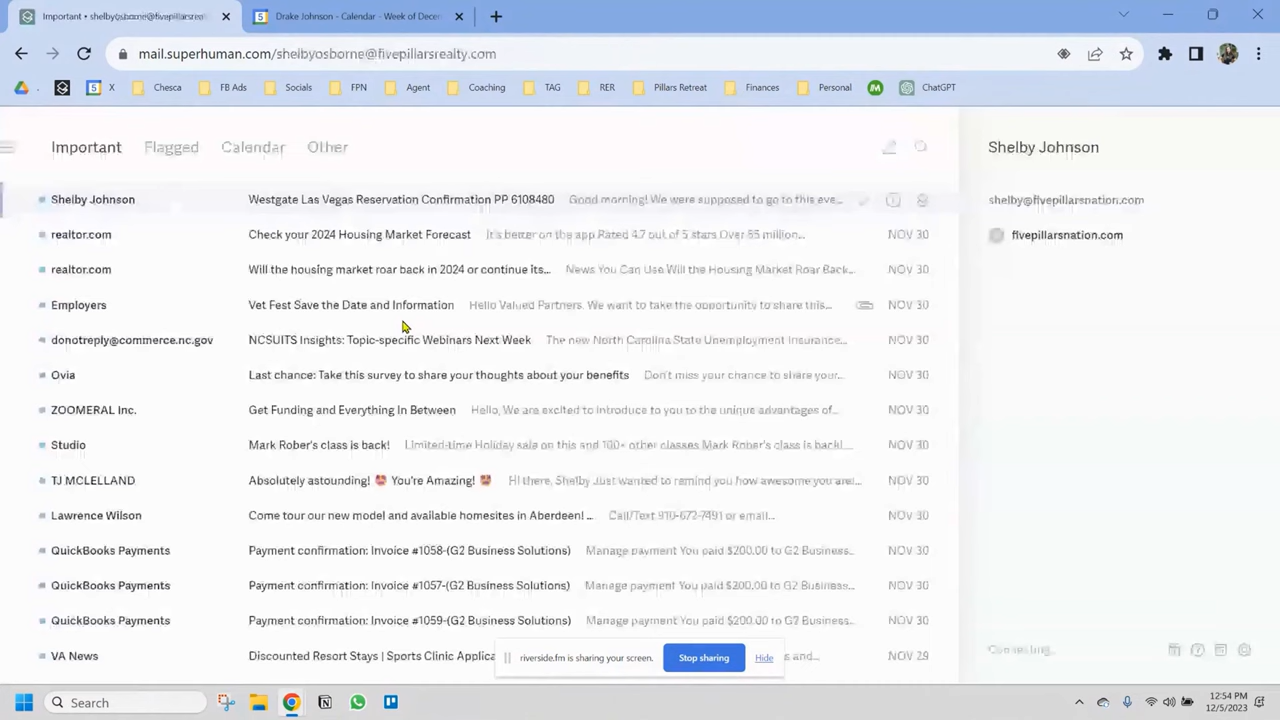 Important • shelbyosborne@fivepillarsreal
Drake Johnson - Calendar - Week of Decem
mail.superhuman.com/shelbyosborne@fivepillarsrealty.com
X Chesca FB Ads Socials FPN Agent Coaching TAG RER Pillars Retreat Finances Personal ChatGPT
Important Flagged Calendar Other
Shelby Johnson
Shelby Johnson Westgate Las Vegas Reservation Confirmation PP 6108480 Good morning! We were supposed to go to this eve...
shelby@fivepillarsnation.com
realtor.com Check your 2024 Housing Market Forecast It's better on the app Rated 4.7 out of 5 stars Over 85 million... NOV 30
fivepillarsnation.com
realtor.com Will the housing market roar back in 2024 or continue its... News You Can Use Will the Housing Market Roar Back... NOV 30
Employers Vet Fest Save the Date and Information Hello Valued Partners. We want to take the opportunity to share this... NOV 30
donotreply@commerce.nc.gov NCSUITS Insights: Topic-specific Webinars Next Week The new North Carolina State Unemployment Insurance... NOV 30
Ovia Last chance: Take this survey to share your thoughts about your benefits Don't miss your chance to share your... NOV 30
ZOOMERAL Inc. Get Funding and Everything In Between Hello, We are excited to introduce to you to the unique advantages of... NOV 30
Studio Mark Rober's class is back! Limited-time Holiday sale on this and 100+ other classes Mark Rober's class is back!... NOV 30
TJ MCLELLAND Absolutely astounding! You're Amazing! Hi there, Shelby Just wanted to remind you how awesome you are... NOV 30
Lawrence Wilson Come tour our new model and available homesites in Aberdeen! ... Call/Text 910-672-7491 or email... NOV 30
QuickBooks Payments Payment confirmation: Invoice #1058-(G2 Business Solutions) Manage payment You paid $200.00 to G2 Business... NOV 30
QuickBooks Payments Payment confirmation: Invoice #1057-(G2 Business Solutions) Manage payment You paid $200.00 to G2 Business... NOV 30
QuickBooks Payments Payment confirmation: Invoice #1059-(G2 Business Solutions) Manage payment You paid $200.00 to G2 Business... NOV 30
VA News Discounted Resort Stays | Sports Clinic Applica and... NOV 29
riverside.fm is sharing your screen. Stop sharing Hide
Search
12:54 PM
12/5/2023